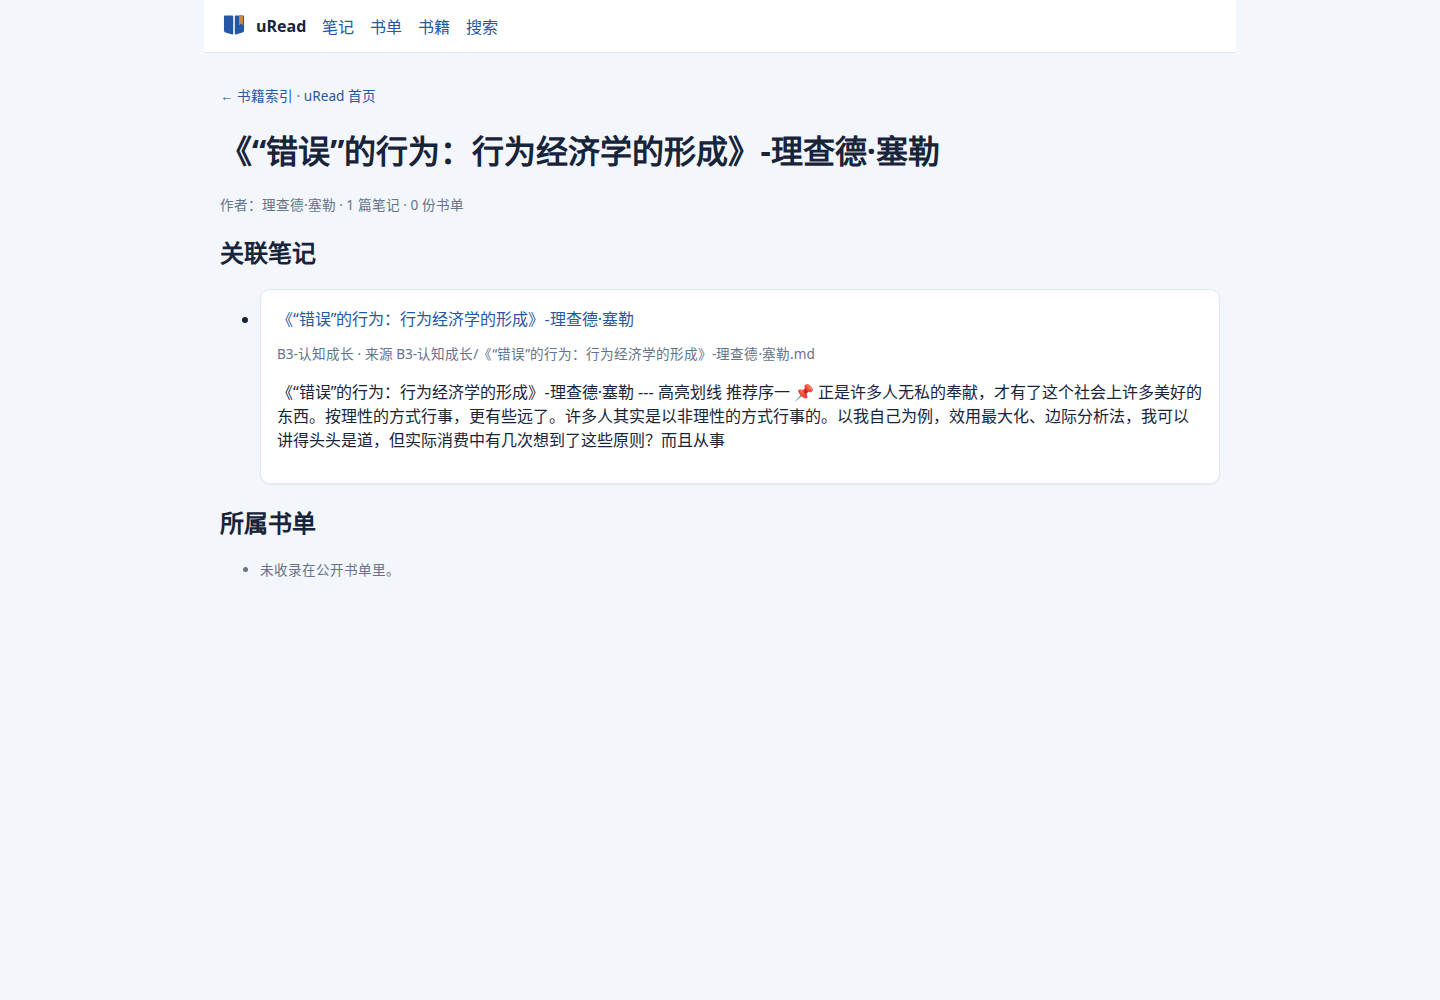 uRead 笔记 书单 书籍 搜索
← 书籍索引 · uRead 首页
《“错误”的行为：行为经济学的形成》-理查德·塞勒
作者：理查德·塞勒 · 1 篇笔记 · 0 份书单
关联笔记
《“错误”的行为：行为经济学的形成》-理查德·塞勒
B3-认知成长 · 来源 B3-认知成长/《“错误”的行为：行为经济学的形成》-理查德·塞勒.md
《“错误”的行为：行为经济学的形成》-理查德·塞勒 --- 高亮划线 推荐序一 📌 正是许多人无私的奉献，才有了这个社会上许多美好的
东西。按理性的方式行事，更有些远了。许多人其实是以非理性的方式行事的。以我自己为例，效用最大化、边际分析法，我可以
讲得头头是道，但实际消费中有几次想到了这些原则？而且从事
所属书单
未收录在公开书单里。